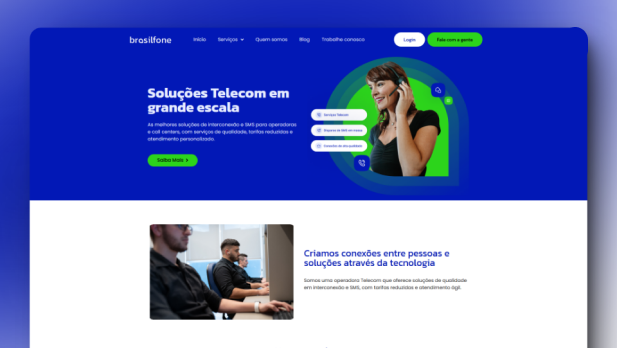 brasilfone
Início Serviços Quem somos Blog Trabalhe conosco Login Fale com a gente
Soluções Telecom em
grande escala
As melhores soluções de interconexão e SMS para operadoras
e call centers, com serviços de qualidade, tarifas reduzidas e
atendimento personalizado.
Saiba Mais
Serviços Telecom
Disparos de SMS em massa
Conexões de alta qualidade
Criamos conexões entre pessoas e
soluções através da tecnologia
Somos uma operadora Telecom que oferece soluções de qualidade
em interconexão e SMS, com tarifas reduzidas e atendimento ágil.